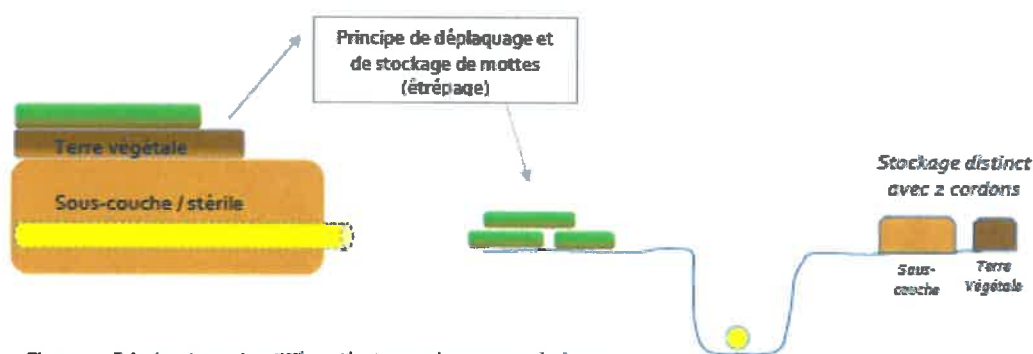 Principe de déplaquage et
de stockage de mottes
(étrépage)
Terre végétale
Sous-couche / stérile
Stockage distinct
avec 2 cordons
Sous-
couche
Terre
Végétale